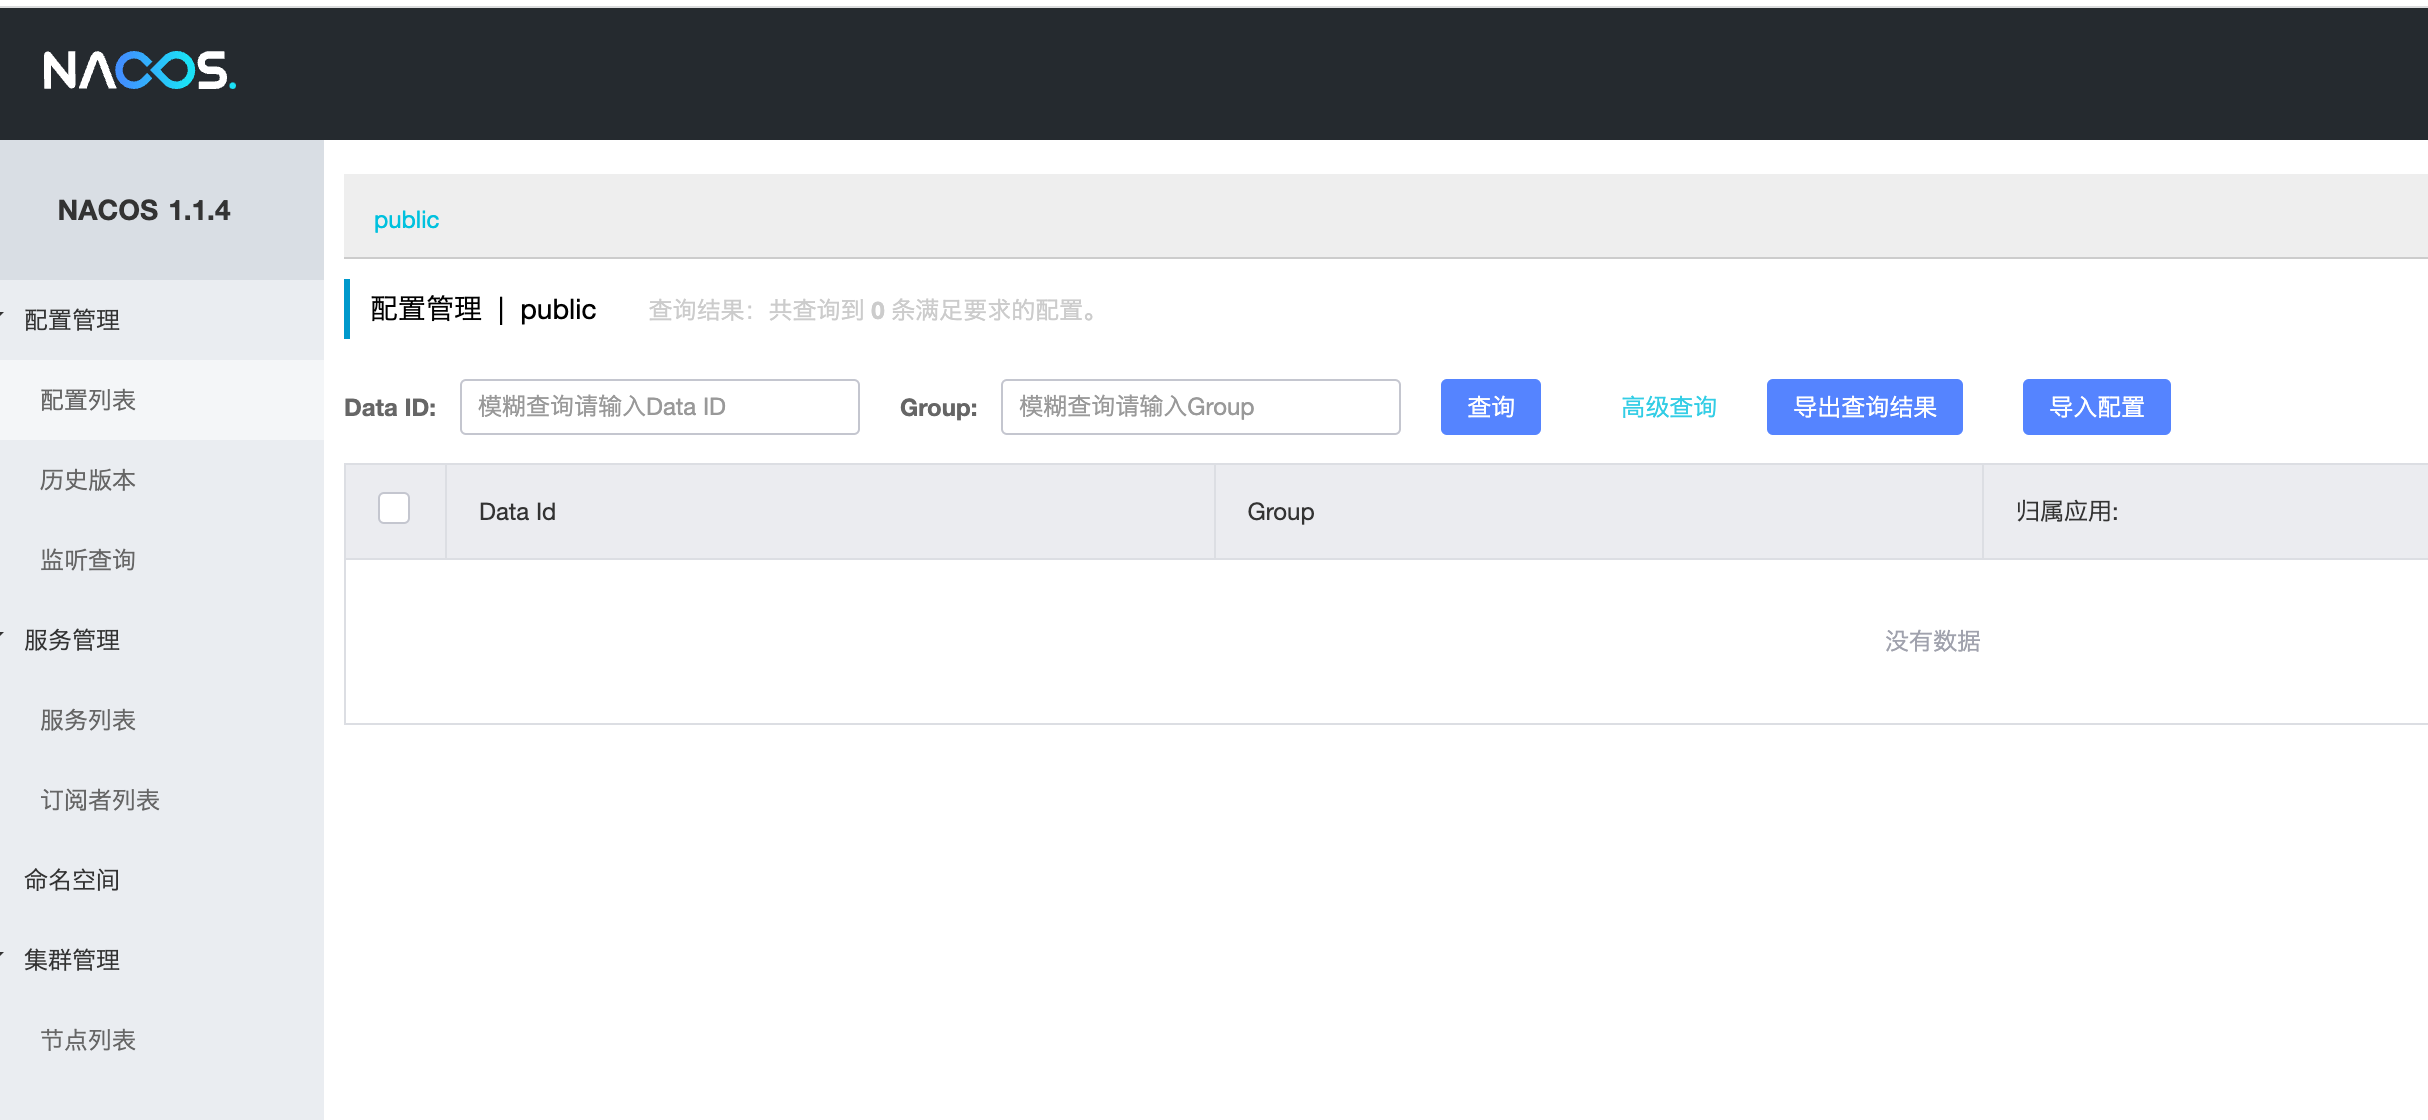 NACOS.
NACOS 1.1.4
配置管理
配置列表
历史版本
监听查询
服务管理
服务列表
订阅者列表
命名空间
集群管理
节点列表
public
配置管理 | public 查询结果：共查询到 0 条满足要求的配置。
Data ID: 模糊查询请输入Data ID Group: 模糊查询请输入Group 查询 高级查询 导出查询结果 导入配置
Data Id Group 归属应用:
没有数据